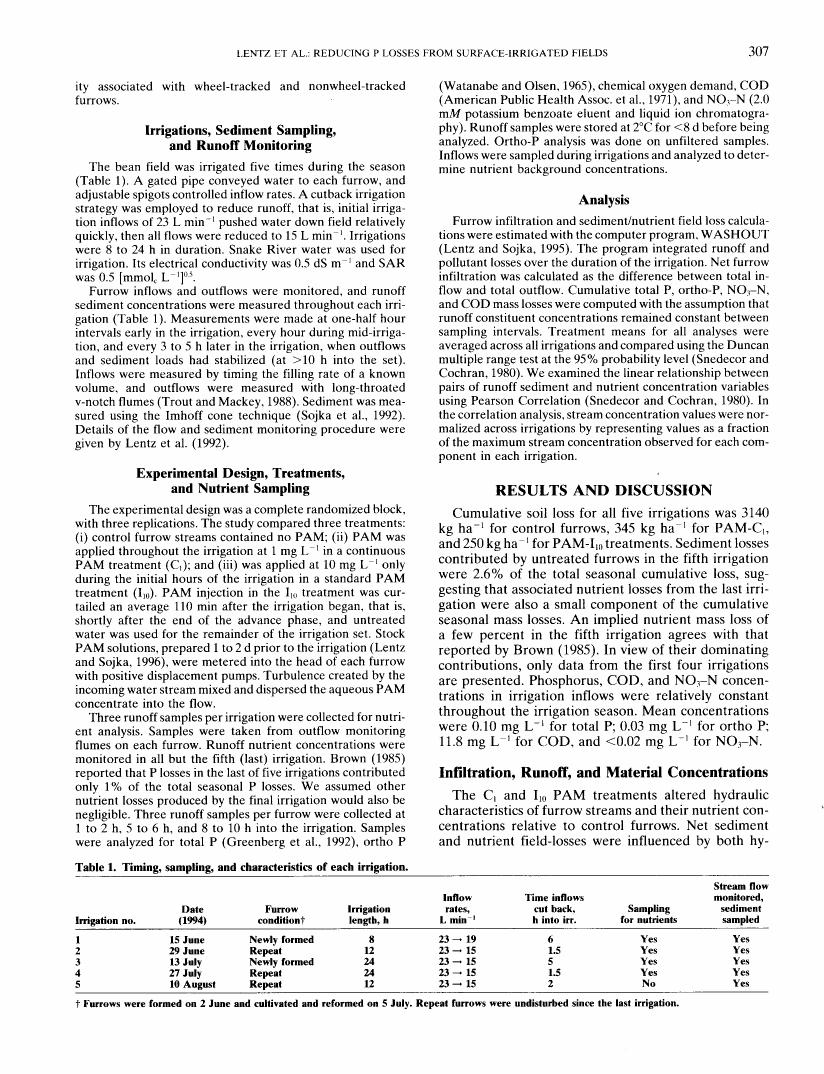 LENTZ ET AL.: REDUCING P LOSSES FROM SURFACE-IRRIGATED FIELDS 307
ity associated with wheel-tracked and nonwheel-tracked
furrows.
Irrigations, Sediment Sampling,
and Runoff Monitoring
The bean field was irrigated five times during the season
(Table 1). A gated pipe conveyed water to each furrow, and
adjustable spigots controlled inflow rates. A cutback irrigation
strategy was employed to reduce runoff, that is, initial irriga-
tion inflows of 23 L min⁻¹ pushed water down field relatively
quickly, then all flows were reduced to 15 L min⁻¹. Irrigations
were 8 to 24 h in duration. Snake River water was used for
irrigation. Its electrical conductivity was 0.5 dS m⁻¹ and SAR
was 0.5 [mmolc L⁻¹]⁰·⁵.
Furrow inflows and outflows were monitored, and runoff
sediment concentrations were measured throughout each irri-
gation (Table 1). Measurements were made at one-half hour
intervals early in the irrigation, every hour during mid-irriga-
tion, and every 3 to 5 h later in the irrigation, when outflows
and sediment loads had stabilized (at >10 h into the set).
Inflows were measured by timing the filling rate of a known
volume, and outflows were measured with long-throated
v-notch flumes (Trout and Mackey, 1988). Sediment was mea-
sured using the Imhoff cone technique (Sojka et al., 1992).
Details of the flow and sediment monitoring procedure were
given by Lentz et al. (1992).
Experimental Design, Treatments,
and Nutrient Sampling
The experimental design was a complete randomized block,
with three replications. The study compared three treatments:
(i) control furrow streams contained no PAM; (ii) PAM was
applied throughout the irrigation at 1 mg L⁻¹ in a continuous
PAM treatment (C₁); and (iii) was applied at 10 mg L⁻¹ only
during the initial hours of the irrigation in a standard PAM
treatment (I₁₀). PAM injection in the I₁₀ treatment was cur-
tailed an average 110 min after the irrigation began, that is,
shortly after the end of the advance phase, and untreated
water was used for the remainder of the irrigation set. Stock
PAM solutions, prepared 1 to 2 d prior to the irrigation (Lentz
and Sojka, 1996), were metered into the head of each furrow
with positive displacement pumps. Turbulence created by the
incoming water stream mixed and dispersed the aqueous PAM
concentrate into the flow.
Three runoff samples per irrigation were collected for nutri-
ent analysis. Samples were taken from outflow monitoring
flumes on each furrow. Runoff nutrient concentrations were
monitored in all but the fifth (last) irrigation. Brown (1985)
reported that P losses in the last of five irrigations contributed
only 1% of the total seasonal P losses. We assumed other
nutrient losses produced by the final irrigation would also be
negligible. Three runoff samples per furrow were collected at
1 to 2 h, 5 to 6 h, and 8 to 10 h into the irrigation. Samples
were analyzed for total P (Greenberg et al., 1992), ortho P
(Watanabe and Olsen, 1965), chemical oxygen demand, COD
(American Public Health Assoc. et al., 1971), and NO₃–N (2.0
mM potassium benzoate eluent and liquid ion chromatogra-
phy). Runoff samples were stored at 2°C for <8 d before being
analyzed. Ortho-P analysis was done on unfiltered samples.
Inflows were sampled during irrigations and analyzed to deter-
mine nutrient background concentrations.
Analysis
Furrow infiltration and sediment/nutrient field loss calcula-
tions were estimated with the computer program, WASHOUT
(Lentz and Sojka, 1995). The program integrated runoff and
pollutant losses over the duration of the irrigation. Net furrow
infiltration was calculated as the difference between total in-
flow and total outflow. Cumulative total P, ortho-P, NO₃–N,
and COD mass losses were computed with the assumption that
runoff constituent concentrations remained constant between
sampling intervals. Treatment means for all analyses were
averaged across all irrigations and compared using the Duncan
multiple range test at the 95% probability level (Snedecor and
Cochran, 1980). We examined the linear relationship between
pairs of runoff sediment and nutrient concentration variables
using Pearson Correlation (Snedecor and Cochran, 1980). In
the correlation analysis, stream concentration values were nor-
malized across irrigations by representing values as a fraction
of the maximum stream concentration observed for each com-
ponent in each irrigation.
RESULTS AND DISCUSSION
Cumulative soil loss for all five irrigations was 3140
kg ha⁻¹ for control furrows, 345 kg ha⁻¹ for PAM-C₁,
and 250 kg ha⁻¹ for PAM-I₁₀ treatments. Sediment losses
contributed by untreated furrows in the fifth irrigation
were 2.6% of the total seasonal cumulative loss, sug-
gesting that associated nutrient losses from the last irri-
gation were also a small component of the cumulative
seasonal mass losses. An implied nutrient mass loss of
a few percent in the fifth irrigation agrees with that
reported by Brown (1985). In view of their dominating
contributions, only data from the first four irrigations
are presented. Phosphorus, COD, and NO₃–N concen-
trations in irrigation inflows were relatively constant
throughout the irrigation season. Mean concentrations
were 0.10 mg L⁻¹ for total P; 0.03 mg L⁻¹ for ortho P;
11.8 mg L⁻¹ for COD, and <0.02 mg L⁻¹ for NO₃–N.
Infiltration, Runoff, and Material Concentrations
The C₁ and I₁₀ PAM treatments altered hydraulic
characteristics of furrow streams and their nutrient con-
centrations relative to control furrows. Net sediment
and nutrient field-losses were influenced by both hy-
Table 1. Timing, sampling, and characteristics of each irrigation.
Irrigation no. Date (1994) Furrow condition† Irrigation length, h Inflow rates, L min⁻¹ Time inflows cut back, h into irr. Sampling for nutrients Stream flow monitored, sediment sampled
1 15 June Newly formed 8 23 → 19 6 Yes Yes
2 29 June Repeat 12 23 → 15 1.5 Yes Yes
3 13 July Newly formed 24 23 → 15 5 Yes Yes
4 27 July Repeat 24 23 → 15 1.5 Yes Yes
5 10 August Repeat 12 23 → 15 2 No Yes
† Furrows were formed on 2 June and cultivated and reformed on 5 July. Repeat furrows were undisturbed since the last irrigation.